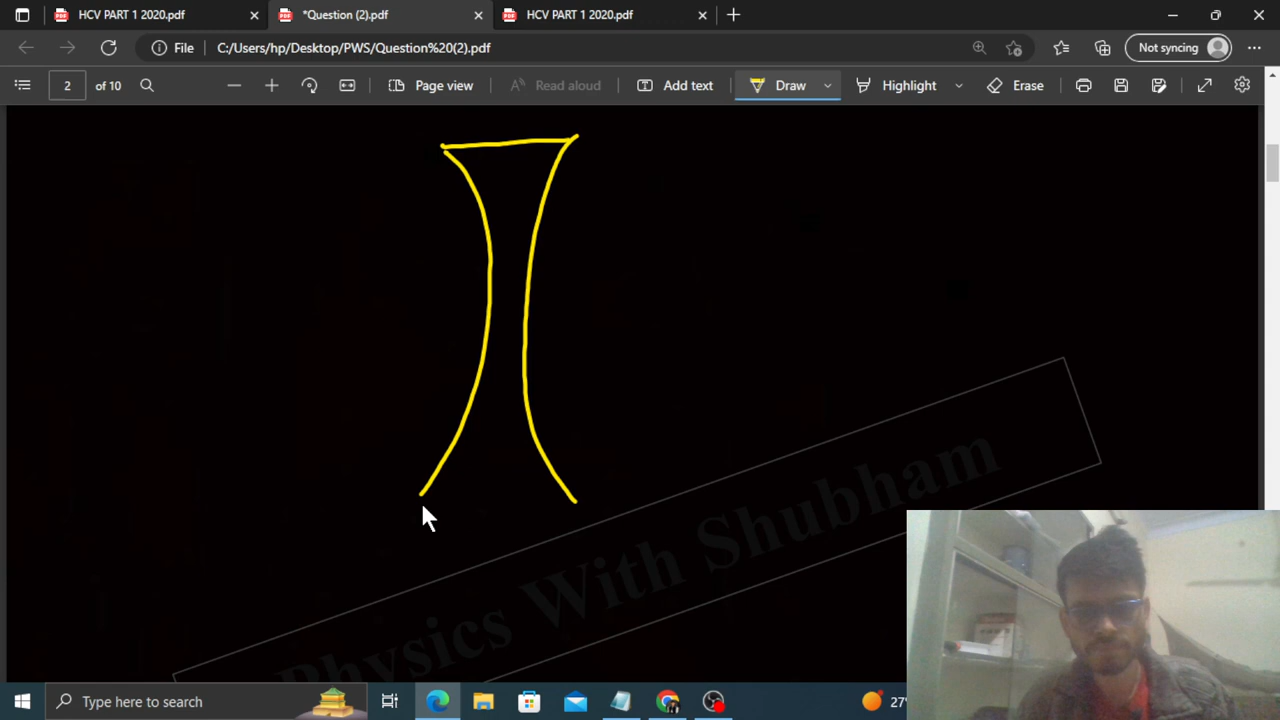 HCV PART 1 2020.pdf
*Question (2).pdf
HCV PART 1 2020.pdf
File
C:/Users/hp/Desktop/PWS/Question%20(2).pdf
Not syncing
2
of 10
Page view
Read aloud
Add text
Draw
Highlight
Erase
Physics With Shubham
Type here to search
27°